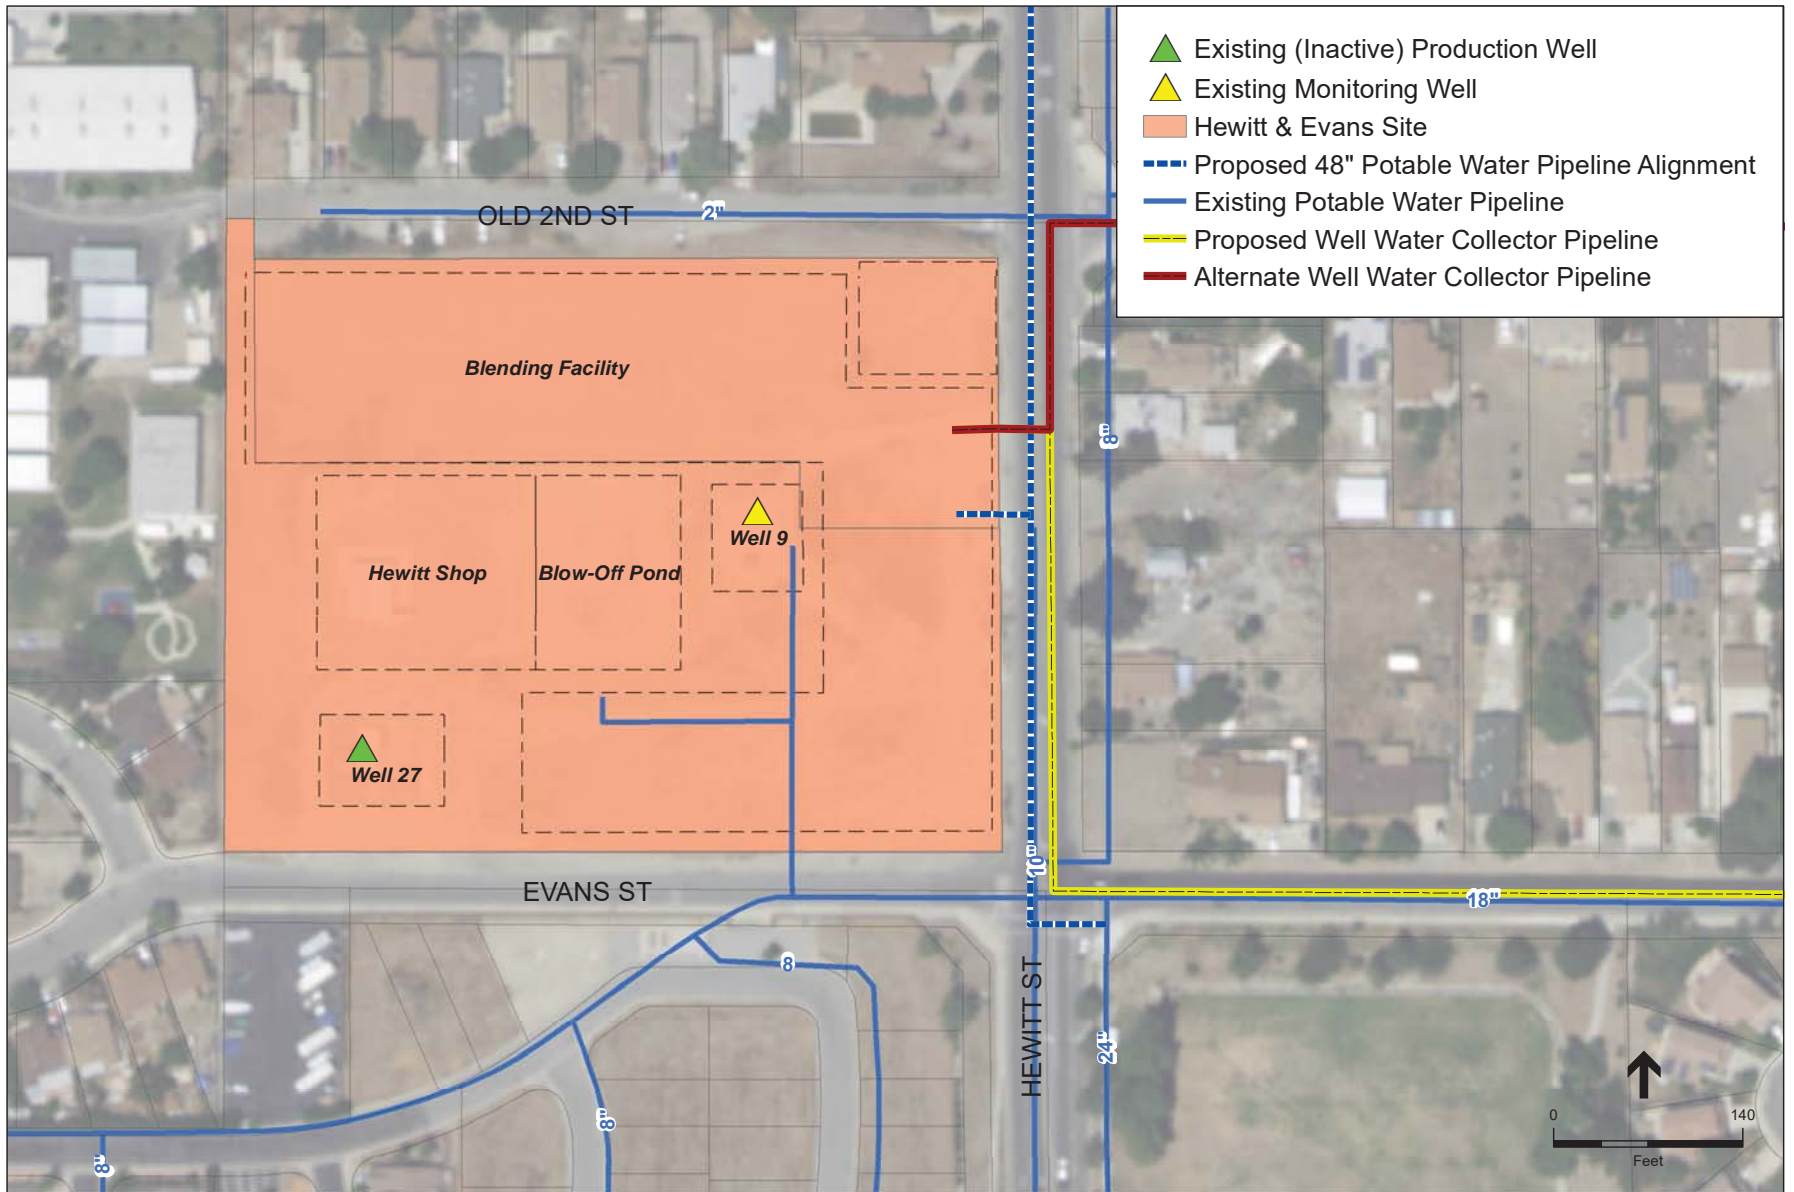 Existing (Inactive) Production Well
Existing Monitoring Well
Hewitt & Evans Site
Proposed 48" Potable Water Pipeline Alignment
Existing Potable Water Pipeline
Proposed Well Water Collector Pipeline
Alternate Well Water Collector Pipeline
OLD 2ND ST
2"
Blending Facility
8"
Well 9
Hewitt Shop
Blow-Off Pond
Well 27
10"
EVANS ST
18"
8
HEWITT ST
24"
8"
8"
0 140
Feet